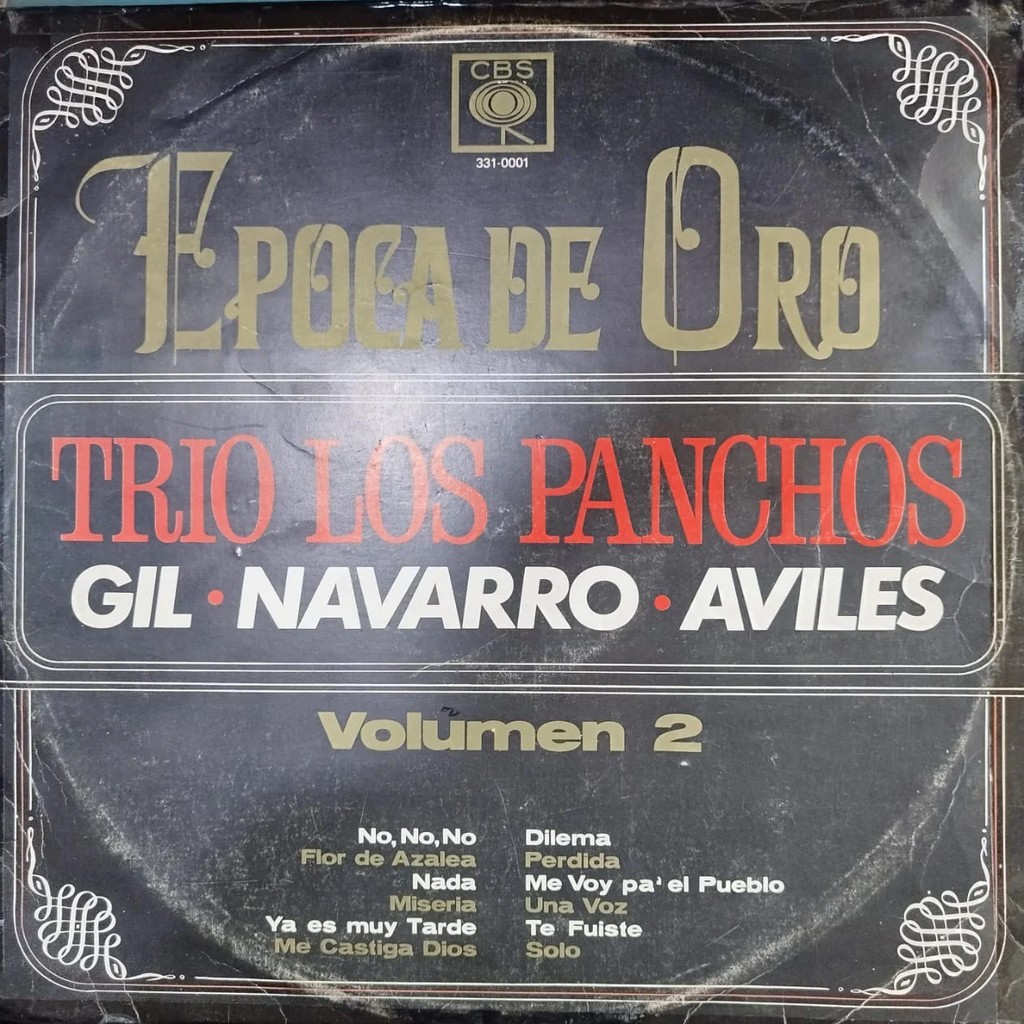 CBS
331-0001
EPOCA DE ORO
TRIO LOS PANCHOS
GIL • NAVARRO • AVILES
Volumen 2
No, No, No
Flor de Azalea
Nada
Miseria
Ya es muy Tarde
Me Castiga Dios
Dilema
Perdida
Me Voy pa' el Pueblo
Una Voz
Te Fuiste
Solo